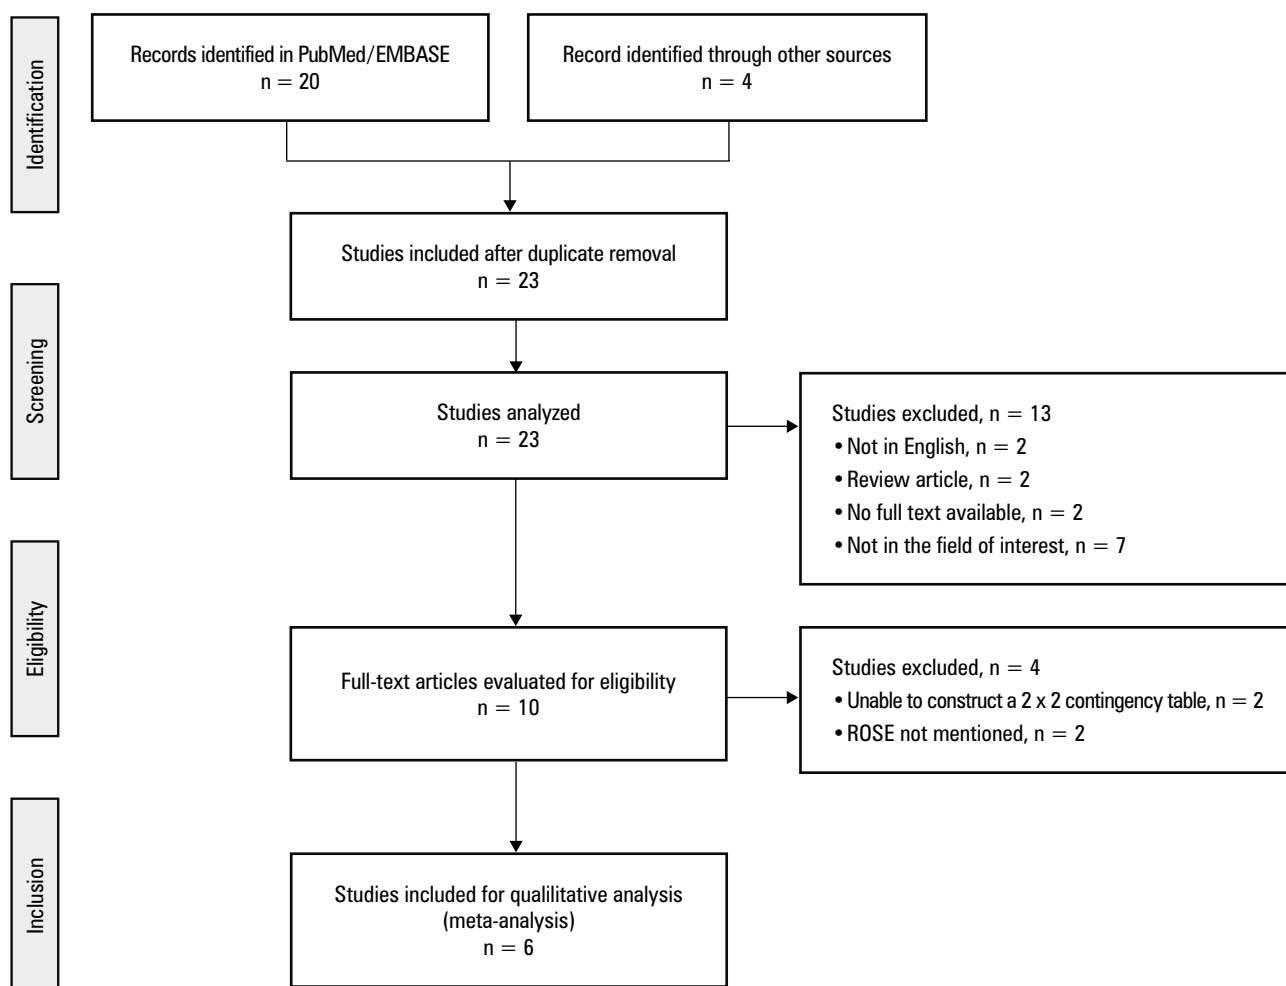 Identification
Records identified in PubMed/EMBASE
n = 20
Record identified through other sources
n = 4
Studies included after duplicate removal
n = 23
Screening
Studies analyzed
n = 23
Studies excluded, n = 13
• Not in English, n = 2
• Review article, n = 2
• No full text available, n = 2
• Not in the field of interest, n = 7
Eligibility
Full-text articles evaluated for eligibility
n = 10
Studies excluded, n = 4
• Unable to construct a 2 x 2 contingency table, n = 2
• ROSE not mentioned, n = 2
Inclusion
Studies included for qualilitative analysis
(meta-analysis)
n = 6